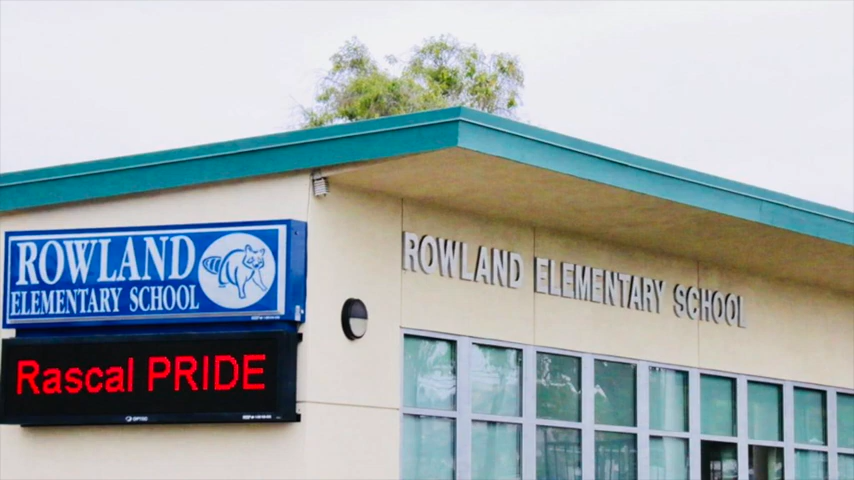 ROWLAND
ELEMENTARY SCHOOL
Rascal PRIDE
ROWLAND ELEMENTARY SCHOOL